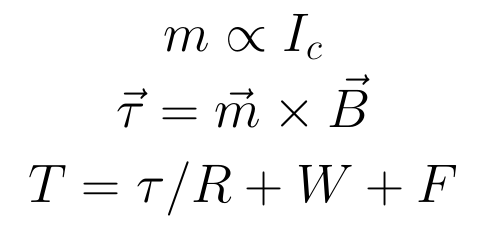 m ∝ I_c
τ⃗ = m⃗ × B⃗
T = τ/R + W + F